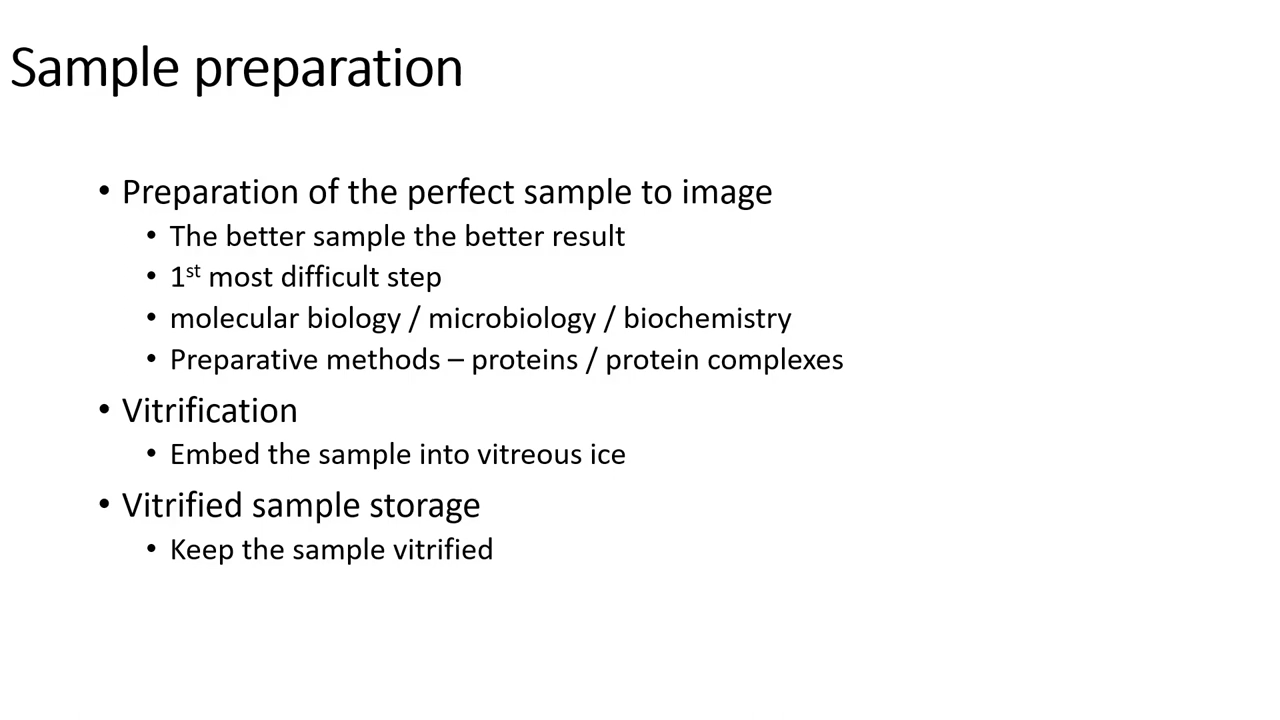 Sample preparation
• Preparation of the perfect sample to image
• The better sample the better result
• 1st most difficult step
• molecular biology / microbiology / biochemistry
• Preparative methods – proteins / protein complexes
• Vitrification
• Embed the sample into vitreous ice
• Vitrified sample storage
• Keep the sample vitrified